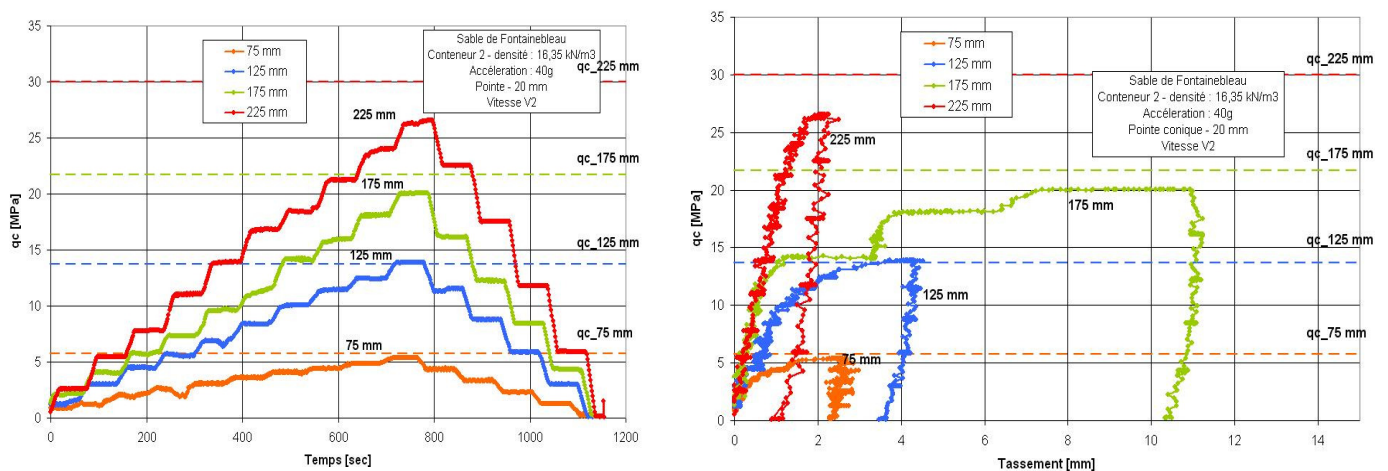 35
30
25
20
15
10
5
0
qc [MPa]
0 200 400 600 800 1000 1200
Temps [sec]
75 mm
125 mm
175 mm
225 mm
Sable de Fontainebleau
Conteneur 2 - densité : 16,35 kN/m3
Accélération : 40g
Pointe - 20 mm
Vitesse V2
qc_225 mm
225 mm
qc_175 mm
175 mm
qc_125 mm
125 mm
qc_75 mm
75 mm
35
30
25
20
15
10
5
0
qc [MPa]
0 2 4 6 8 10 12 14
Tassement [mm]
75 mm
125 mm
175 mm
225 mm
qc_225 mm
Sable de Fontainebleau
Conteneur 2 - densité : 16,35 kN/m3
Accélération : 40g
Pointe conique - 20 mm
Vitesse V2
225 mm
qc_175 mm
175 mm
qc_125 mm
125 mm
qc_75 mm
75 mm